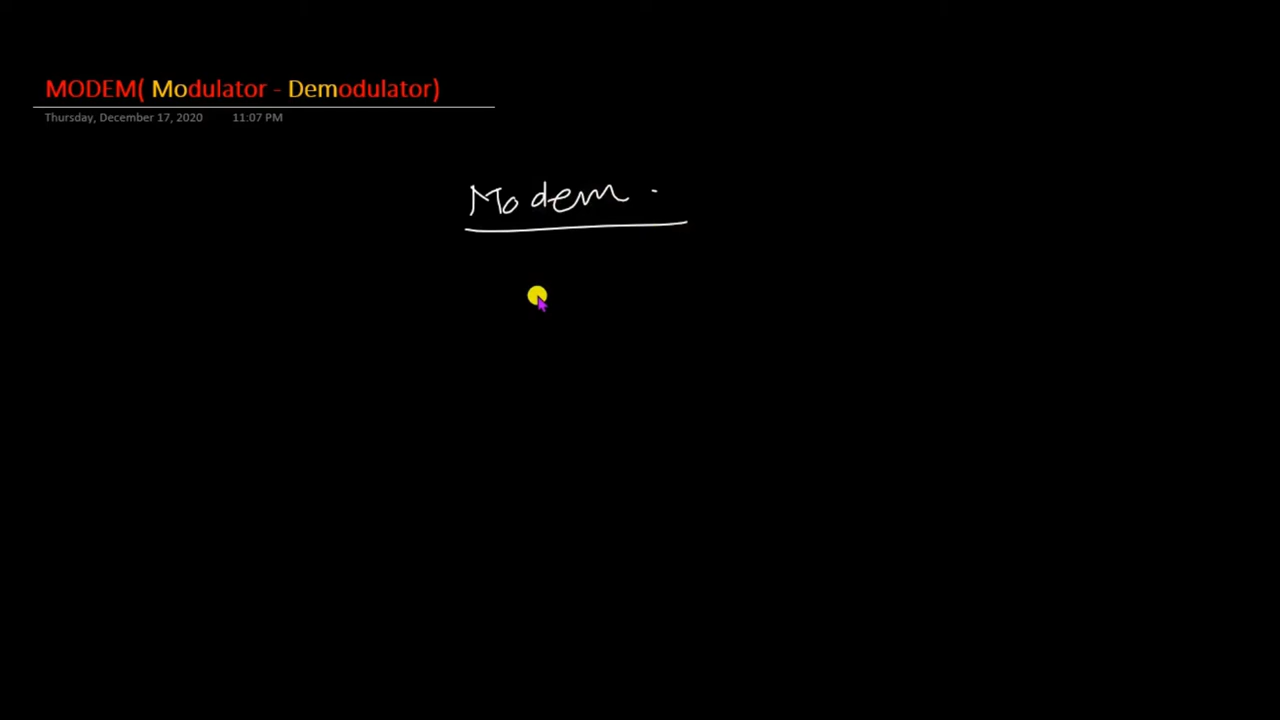 MODEM( Modulator - Demodulator)
Thursday, December 17, 2020 11:07 PM
Modem .